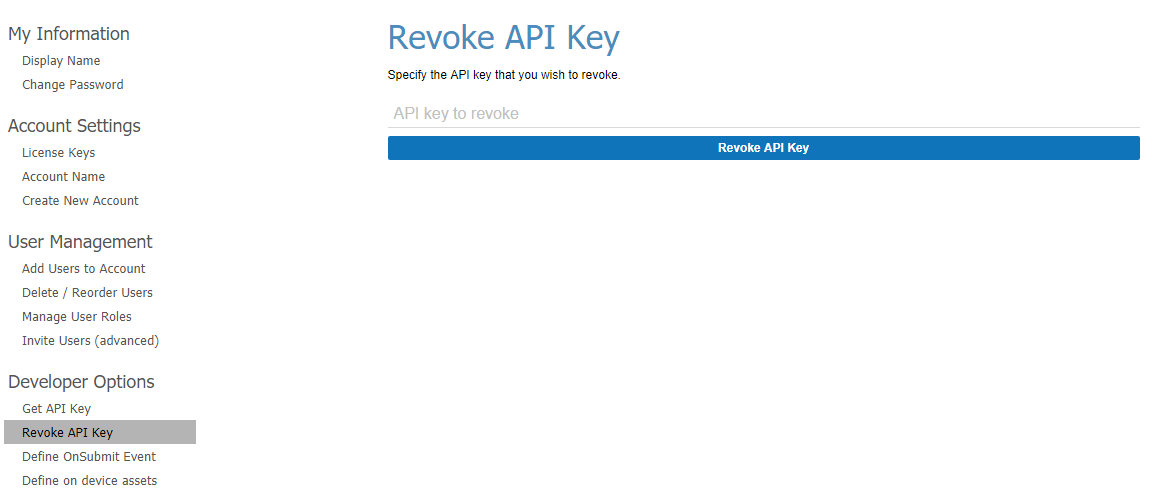 My Information
Display Name
Change Password
Account Settings
License Keys
Account Name
Create New Account
User Management
Add Users to Account
Delete / Reorder Users
Manage User Roles
Invite Users (advanced)
Developer Options
Get API Key
Revoke API Key
Define OnSubmit Event
Define on device assets
Revoke API Key
Specify the API key that you wish to revoke.
API key to revoke
Revoke API Key